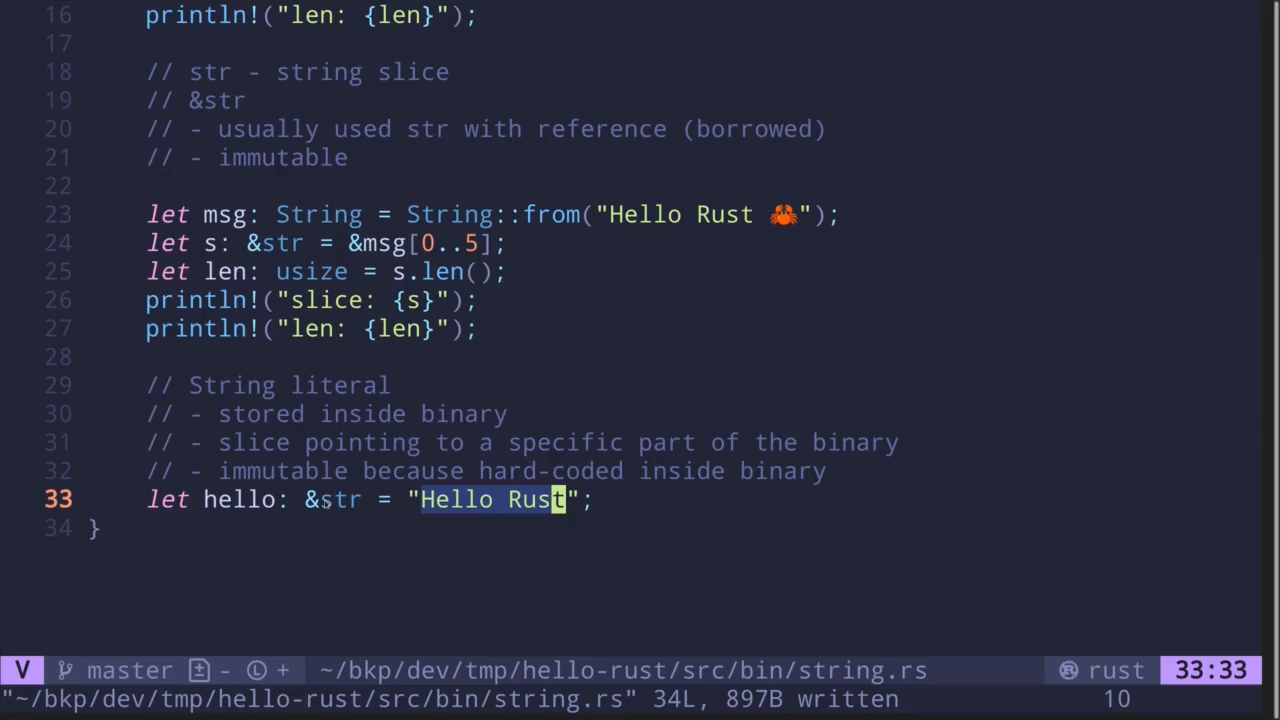 16 println!("len: {len}");
17
18 // str - string slice
19 // &str
20 // - usually used str with reference (borrowed)
21 // - immutable
22
23 let msg: String = String::from("Hello Rust 🦀");
24 let s: &str = &msg[0..5];
25 let len: usize = s.len();
26 println!("slice: {s}");
27 println!("len: {len}");
28
29 // String literal
30 // - stored inside binary
31 // - slice pointing to a specific part of the binary
32 // - immutable because hard-coded inside binary
33 let hello: &str = "Hello Rust";
34 }
V master - + ~/bkp/dev/tmp/hello-rust/src/bin/string.rs rust 33:33
"~/bkp/dev/tmp/hello-rust/src/bin/string.rs" 34L, 897B written 10